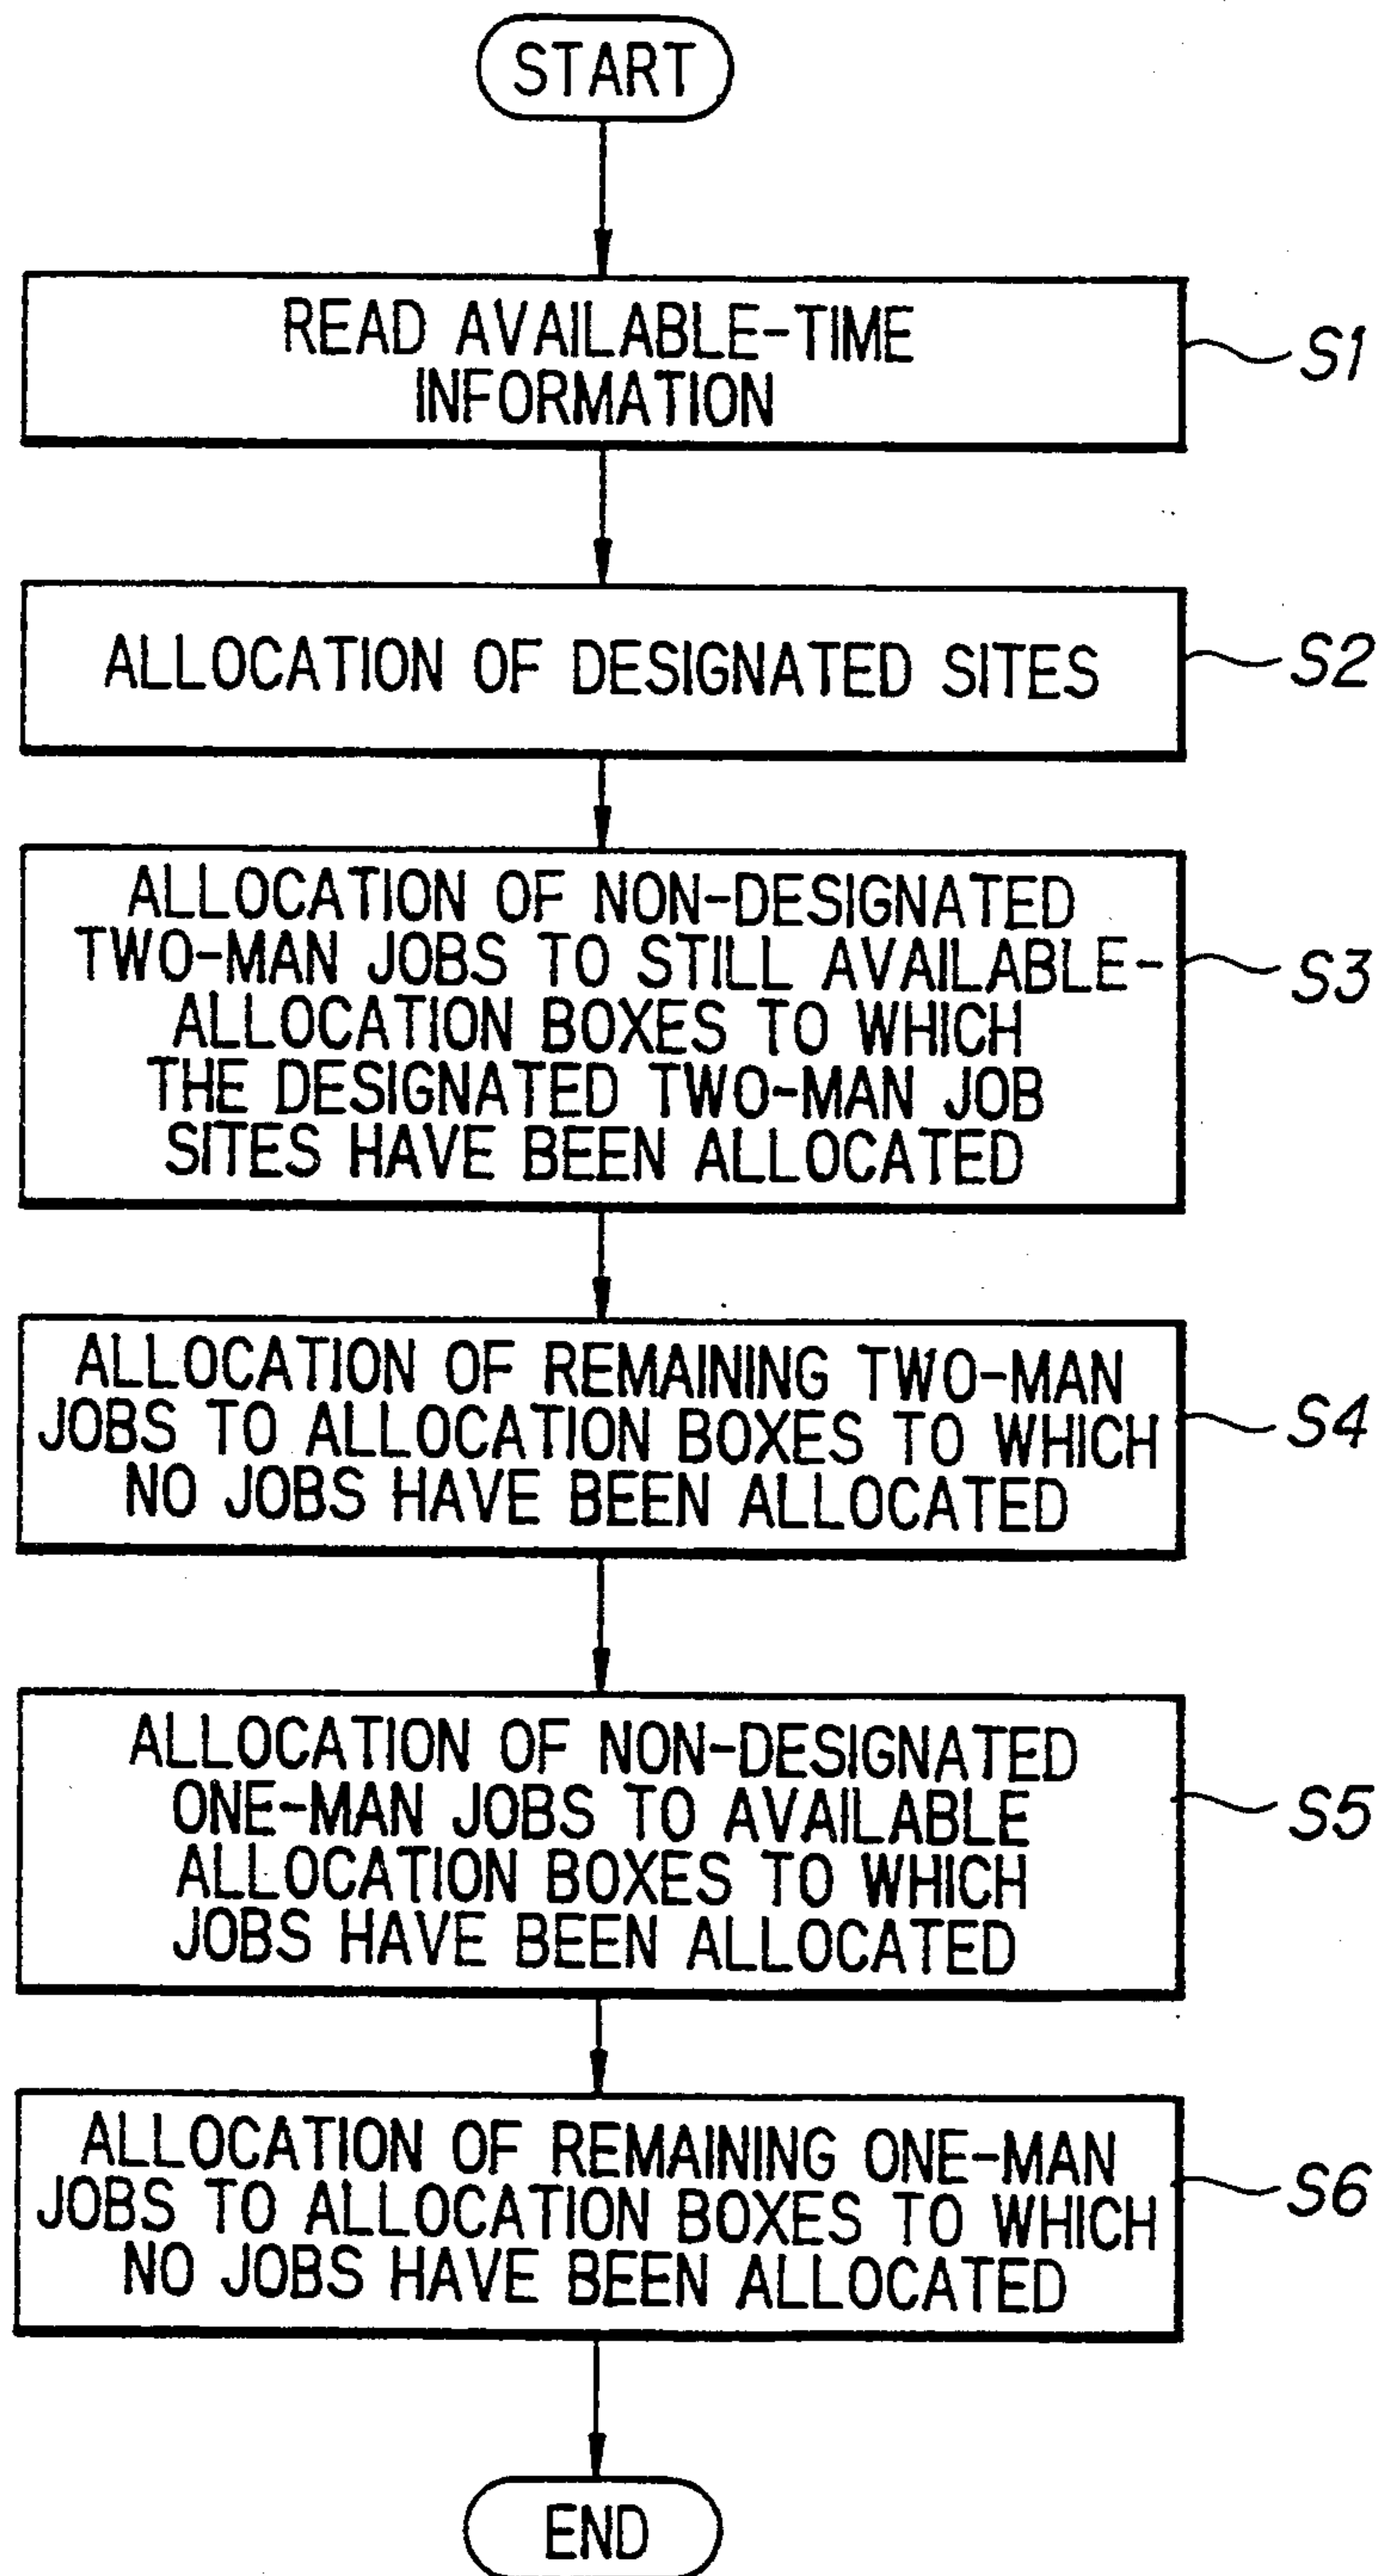 START
READ AVAILABLE-TIME
INFORMATION
S1
ALLOCATION OF DESIGNATED SITES
S2
ALLOCATION OF NON-DESIGNATED
TWO-MAN JOBS TO STILL AVAILABLE-
ALLOCATION BOXES TO WHICH
THE DESIGNATED TWO-MAN JOB
SITES HAVE BEEN ALLOCATED
S3
ALLOCATION OF REMAINING TWO-MAN
JOBS TO ALLOCATION BOXES TO WHICH
NO JOBS HAVE BEEN ALLOCATED
S4
ALLOCATION OF NON-DESIGNATED
ONE-MAN JOBS TO AVAILABLE
ALLOCATION BOXES TO WHICH
JOBS HAVE BEEN ALLOCATED
S5
ALLOCATION OF REMAINING ONE-MAN
JOBS TO ALLOCATION BOXES TO WHICH
NO JOBS HAVE BEEN ALLOCATED
S6
END